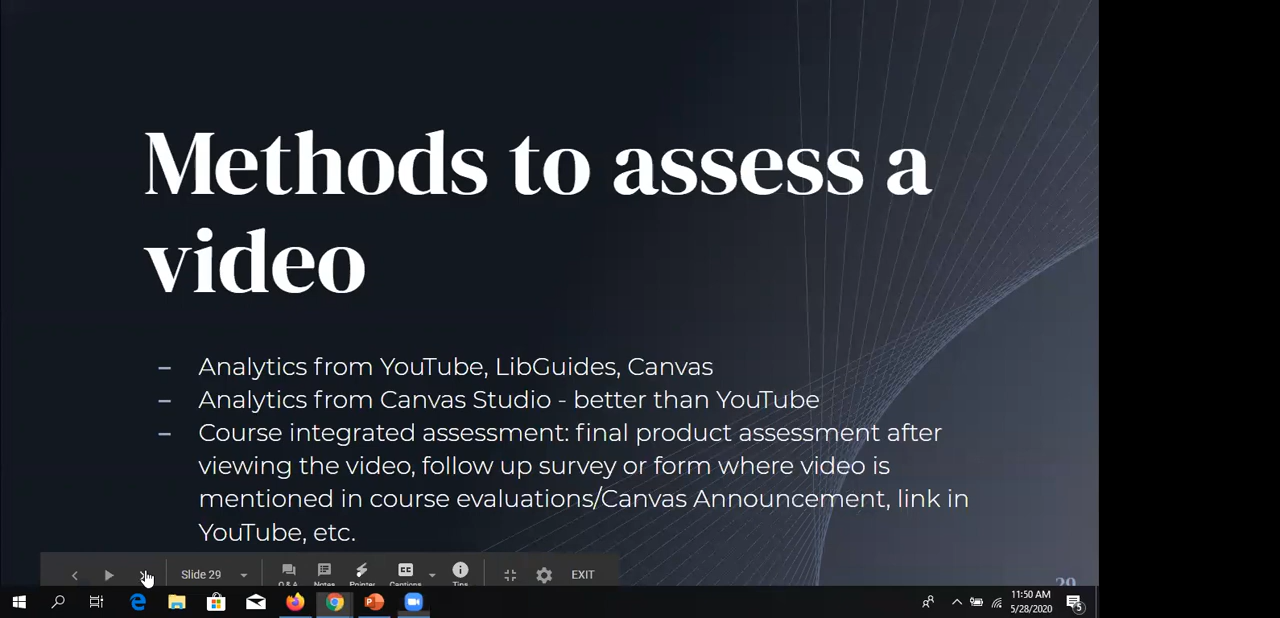 Methods to assess a
video
– Analytics from YouTube, LibGuides, Canvas
– Analytics from Canvas Studio - better than YouTube
– Course integrated assessment: final product assessment after
viewing the video, follow up survey or form where video is
mentioned in course evaluations/Canvas Announcement, link in
YouTube, etc.
29
Slide 29
Q & A
Notes
Pointer
Captions
Tips
EXIT
11:50 AM
5/28/2020
5